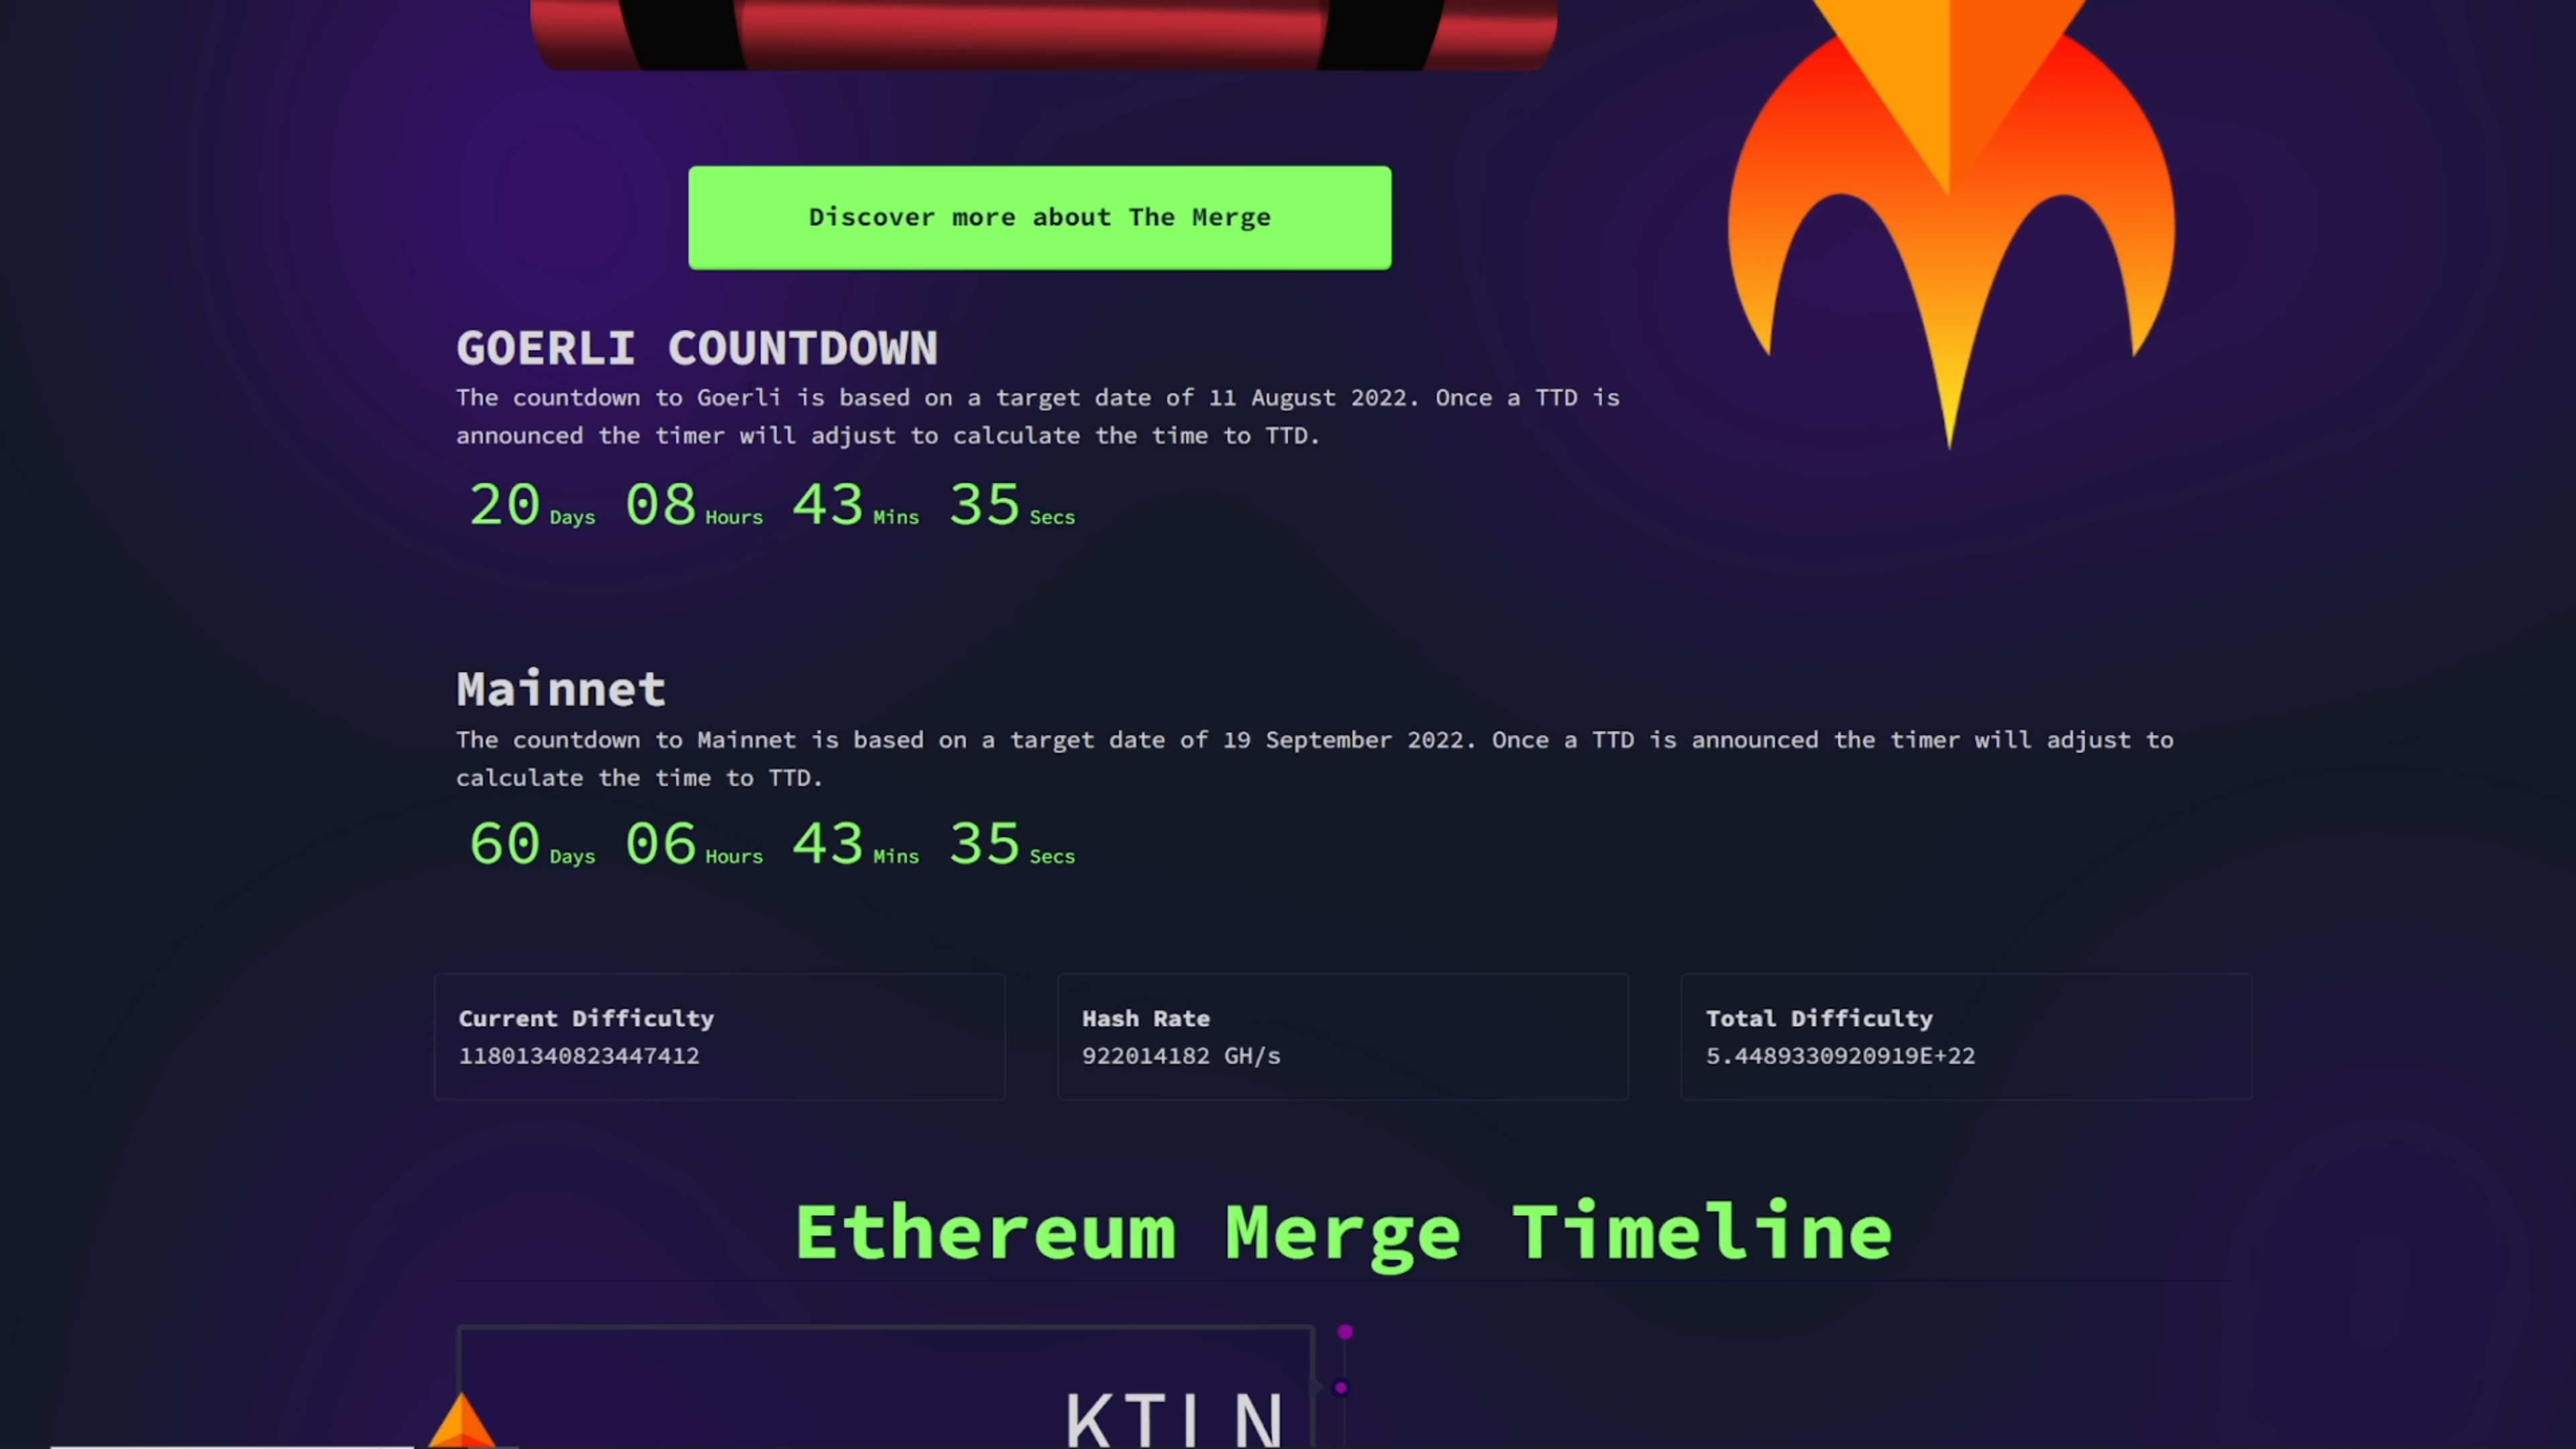 Discover more about The Merge
GOERLI COUNTDOWN
The countdown to Goerli is based on a target date of 11 August 2022. Once a TTD is
announced the timer will adjust to calculate the time to TTD.
20 Days 08 Hours 43 Mins 35 Secs
Mainnet
The countdown to Mainnet is based on a target date of 19 September 2022. Once a TTD is announced the timer will adjust to
calculate the time to TTD.
60 Days 06 Hours 43 Mins 35 Secs
Current Difficulty
11801340823447412
Hash Rate
922014182 GH/s
Total Difficulty
5.4489330920919E+22
Ethereum Merge Timeline